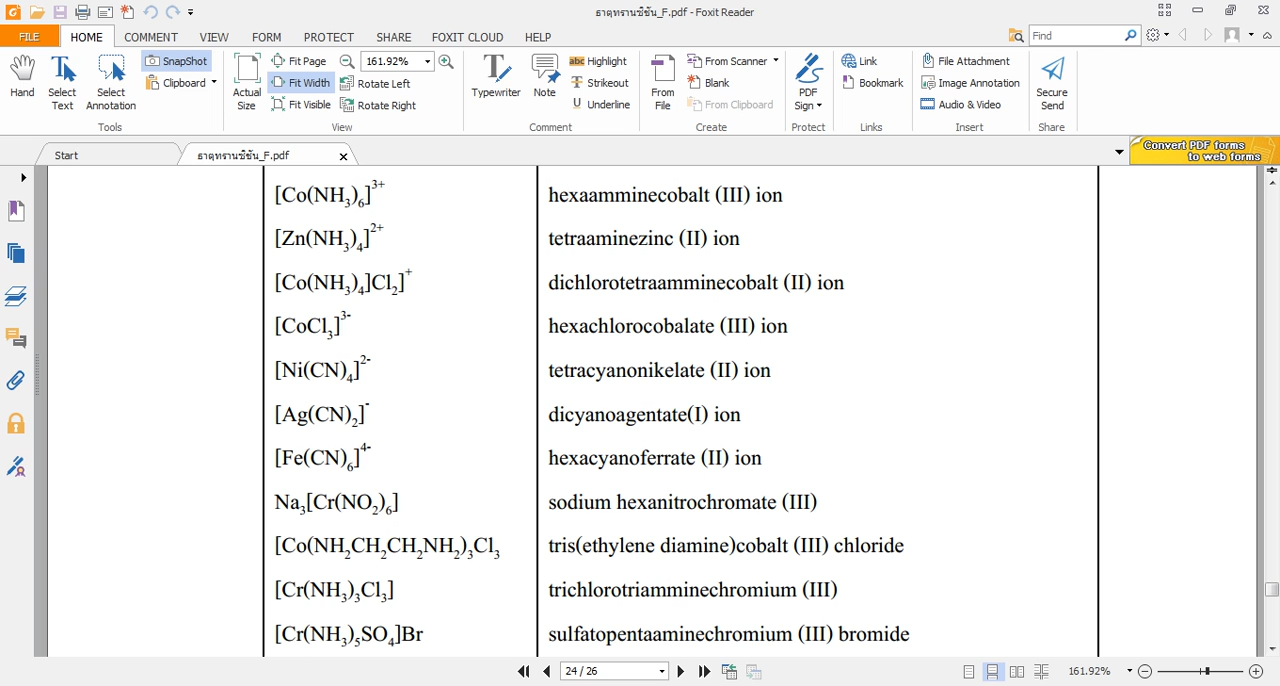 ธาตุทรานซิชัน_F.pdf - Foxit Reader
FILE HOME COMMENT VIEW FORM PROTECT SHARE FOXIT CLOUD HELP Find
Hand
Select Text
Select Annotation
SnapShot
Clipboard
Tools
Actual Size
Fit Page
Fit Width
Fit Visible
161.92%
Rotate Left
Rotate Right
View
Typewriter
Note
abc Highlight
T Strikeout
U Underline
Comment
From File
From Scanner
Blank
From Clipboard
Create
PDF Sign
Protect
Link
Bookmark
Links
File Attachment
Image Annotation
Audio & Video
Insert
Secure Send
Share
Start
ธาตุทรานซิชัน_F.pdf
Convert PDF forms
to web forms
[Co(NH3)6]3+ hexaamminecobalt (III) ion
[Zn(NH3)4]2+ tetraaminezinc (II) ion
[Co(NH3)4]Cl2]+ dichlorotetraamminecobalt (II) ion
[CoCl3]3- hexachlorocobalate (III) ion
[Ni(CN)4]2- tetracyanonikelate (II) ion
[Ag(CN)2]- dicyanoagentate(I) ion
[Fe(CN)6]4- hexacyanoferrate (II) ion
Na3[Cr(NO2)6] sodium hexanitrochromate (III)
[Co(NH2CH2CH2NH2)3Cl3 tris(ethylene diamine)cobalt (III) chloride
[Cr(NH3)3Cl3] trichlorotriamminechromium (III)
[Cr(NH3)5SO4]Br sulfatopentaaminechromium (III) bromide
24 / 26
161.92%